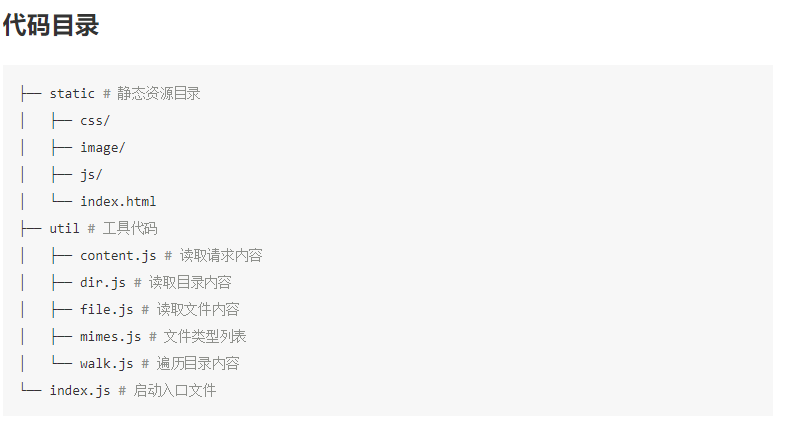 代码目录
├── static # 静态资源目录
│   ├── css/
│   ├── image/
│   ├── js/
│   └── index.html
├── util # 工具代码
│   ├── content.js # 读取请求内容
│   ├── dir.js # 读取目录内容
│   ├── file.js # 读取文件内容
│   ├── mimes.js # 文件类型列表
│   └── walk.js # 遍历目录内容
└── index.js # 启动入口文件